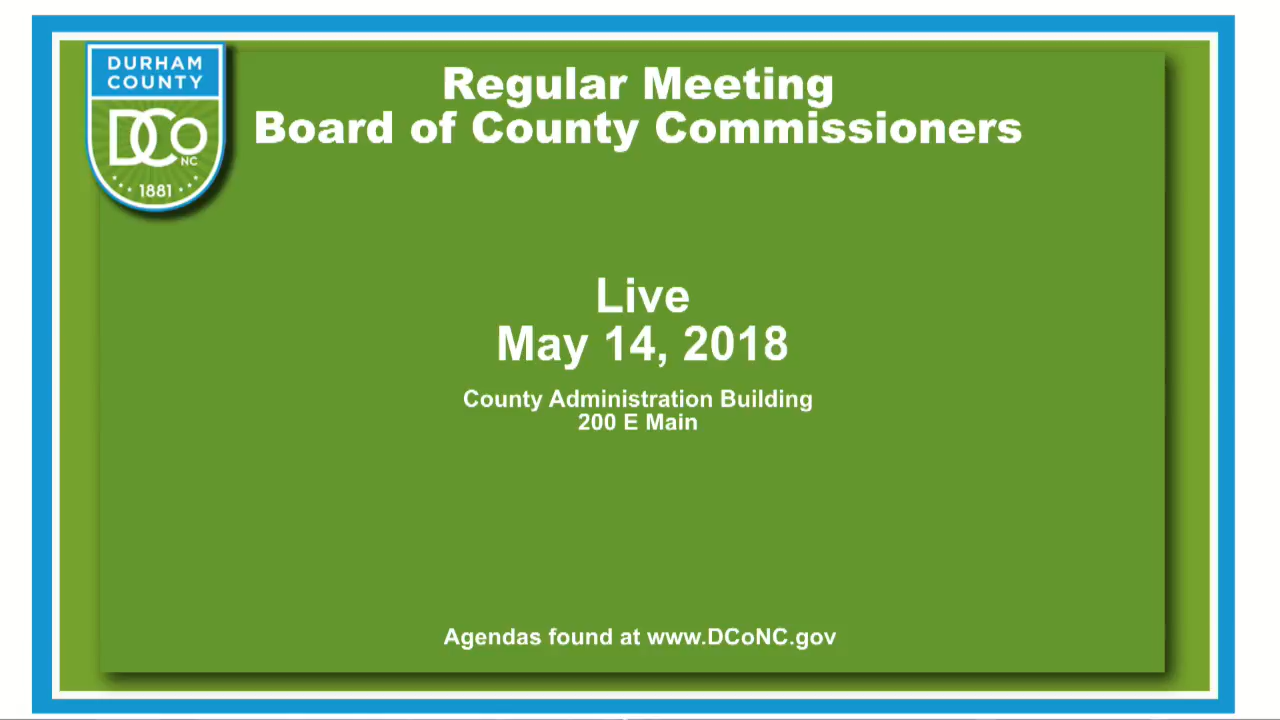 DURHAM
COUNTY
DCo
NC
1881
Regular Meeting
Board of County Commissioners
Live
May 14, 2018
County Administration Building
200 E Main
Agendas found at www.DCoNC.gov